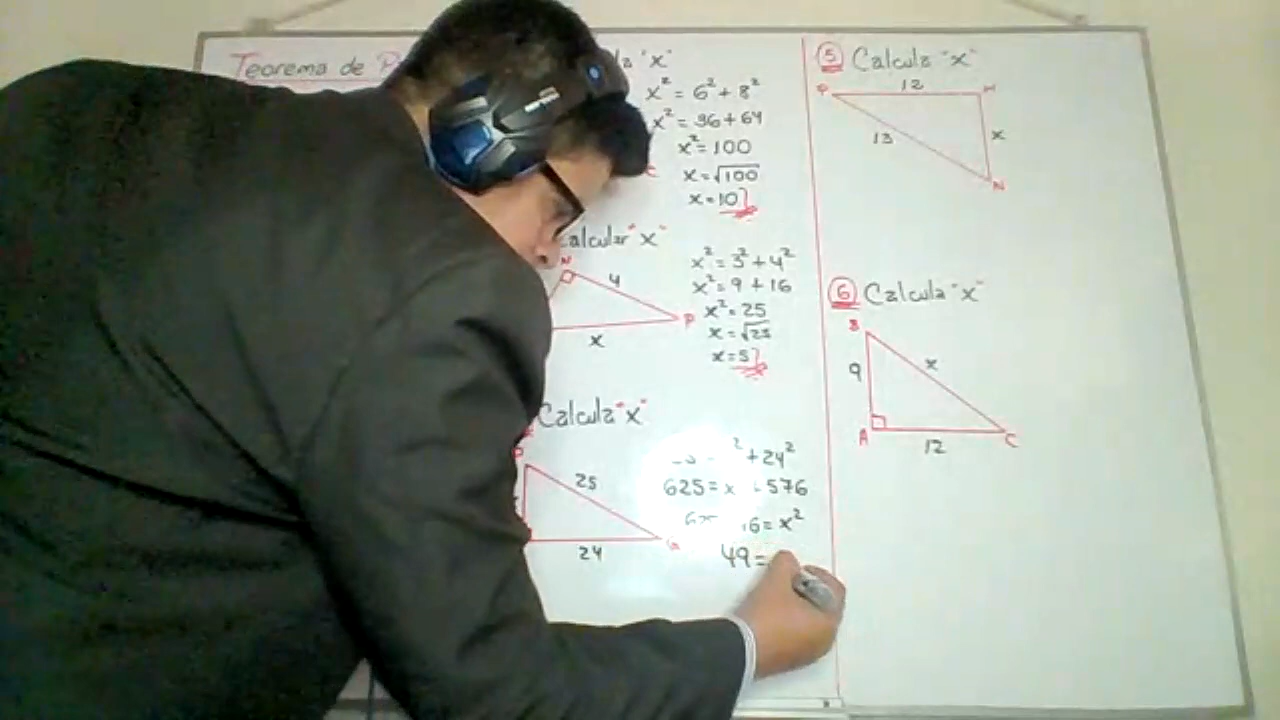 Teorema de
"x"
x² = 6² + 8²
x² = 36 + 64
x² = 100
x = √100
x = 10
C
Calcular "x"
N
4
P
x
x² = 3² + 4²
x² = 9 + 16
x² = 25
x = √25
x = 5
Calcula "x"
25
24
² + 24²
625 = x + 576
6 = x²
49 =
5 Calcula "x"
12
M
13
x
N
6 Calcula "x"
B
9
x
A
12
C